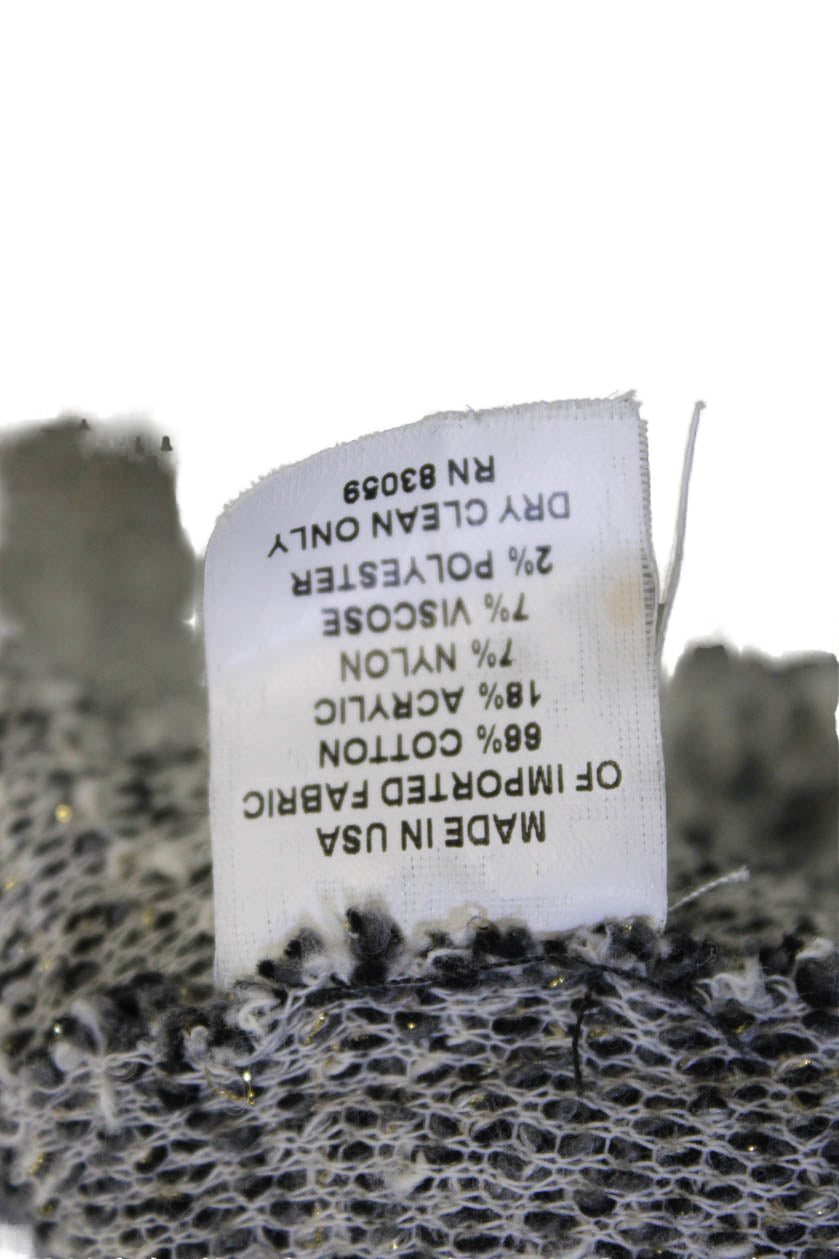 MADE IN USA
OF IMPORTED FABRIC
66% COTTON
18% ACRYLIC
7% NYLON
7% VISCOSE
2% POLYESTER
DRY CLEAN ONLY
RN 83059